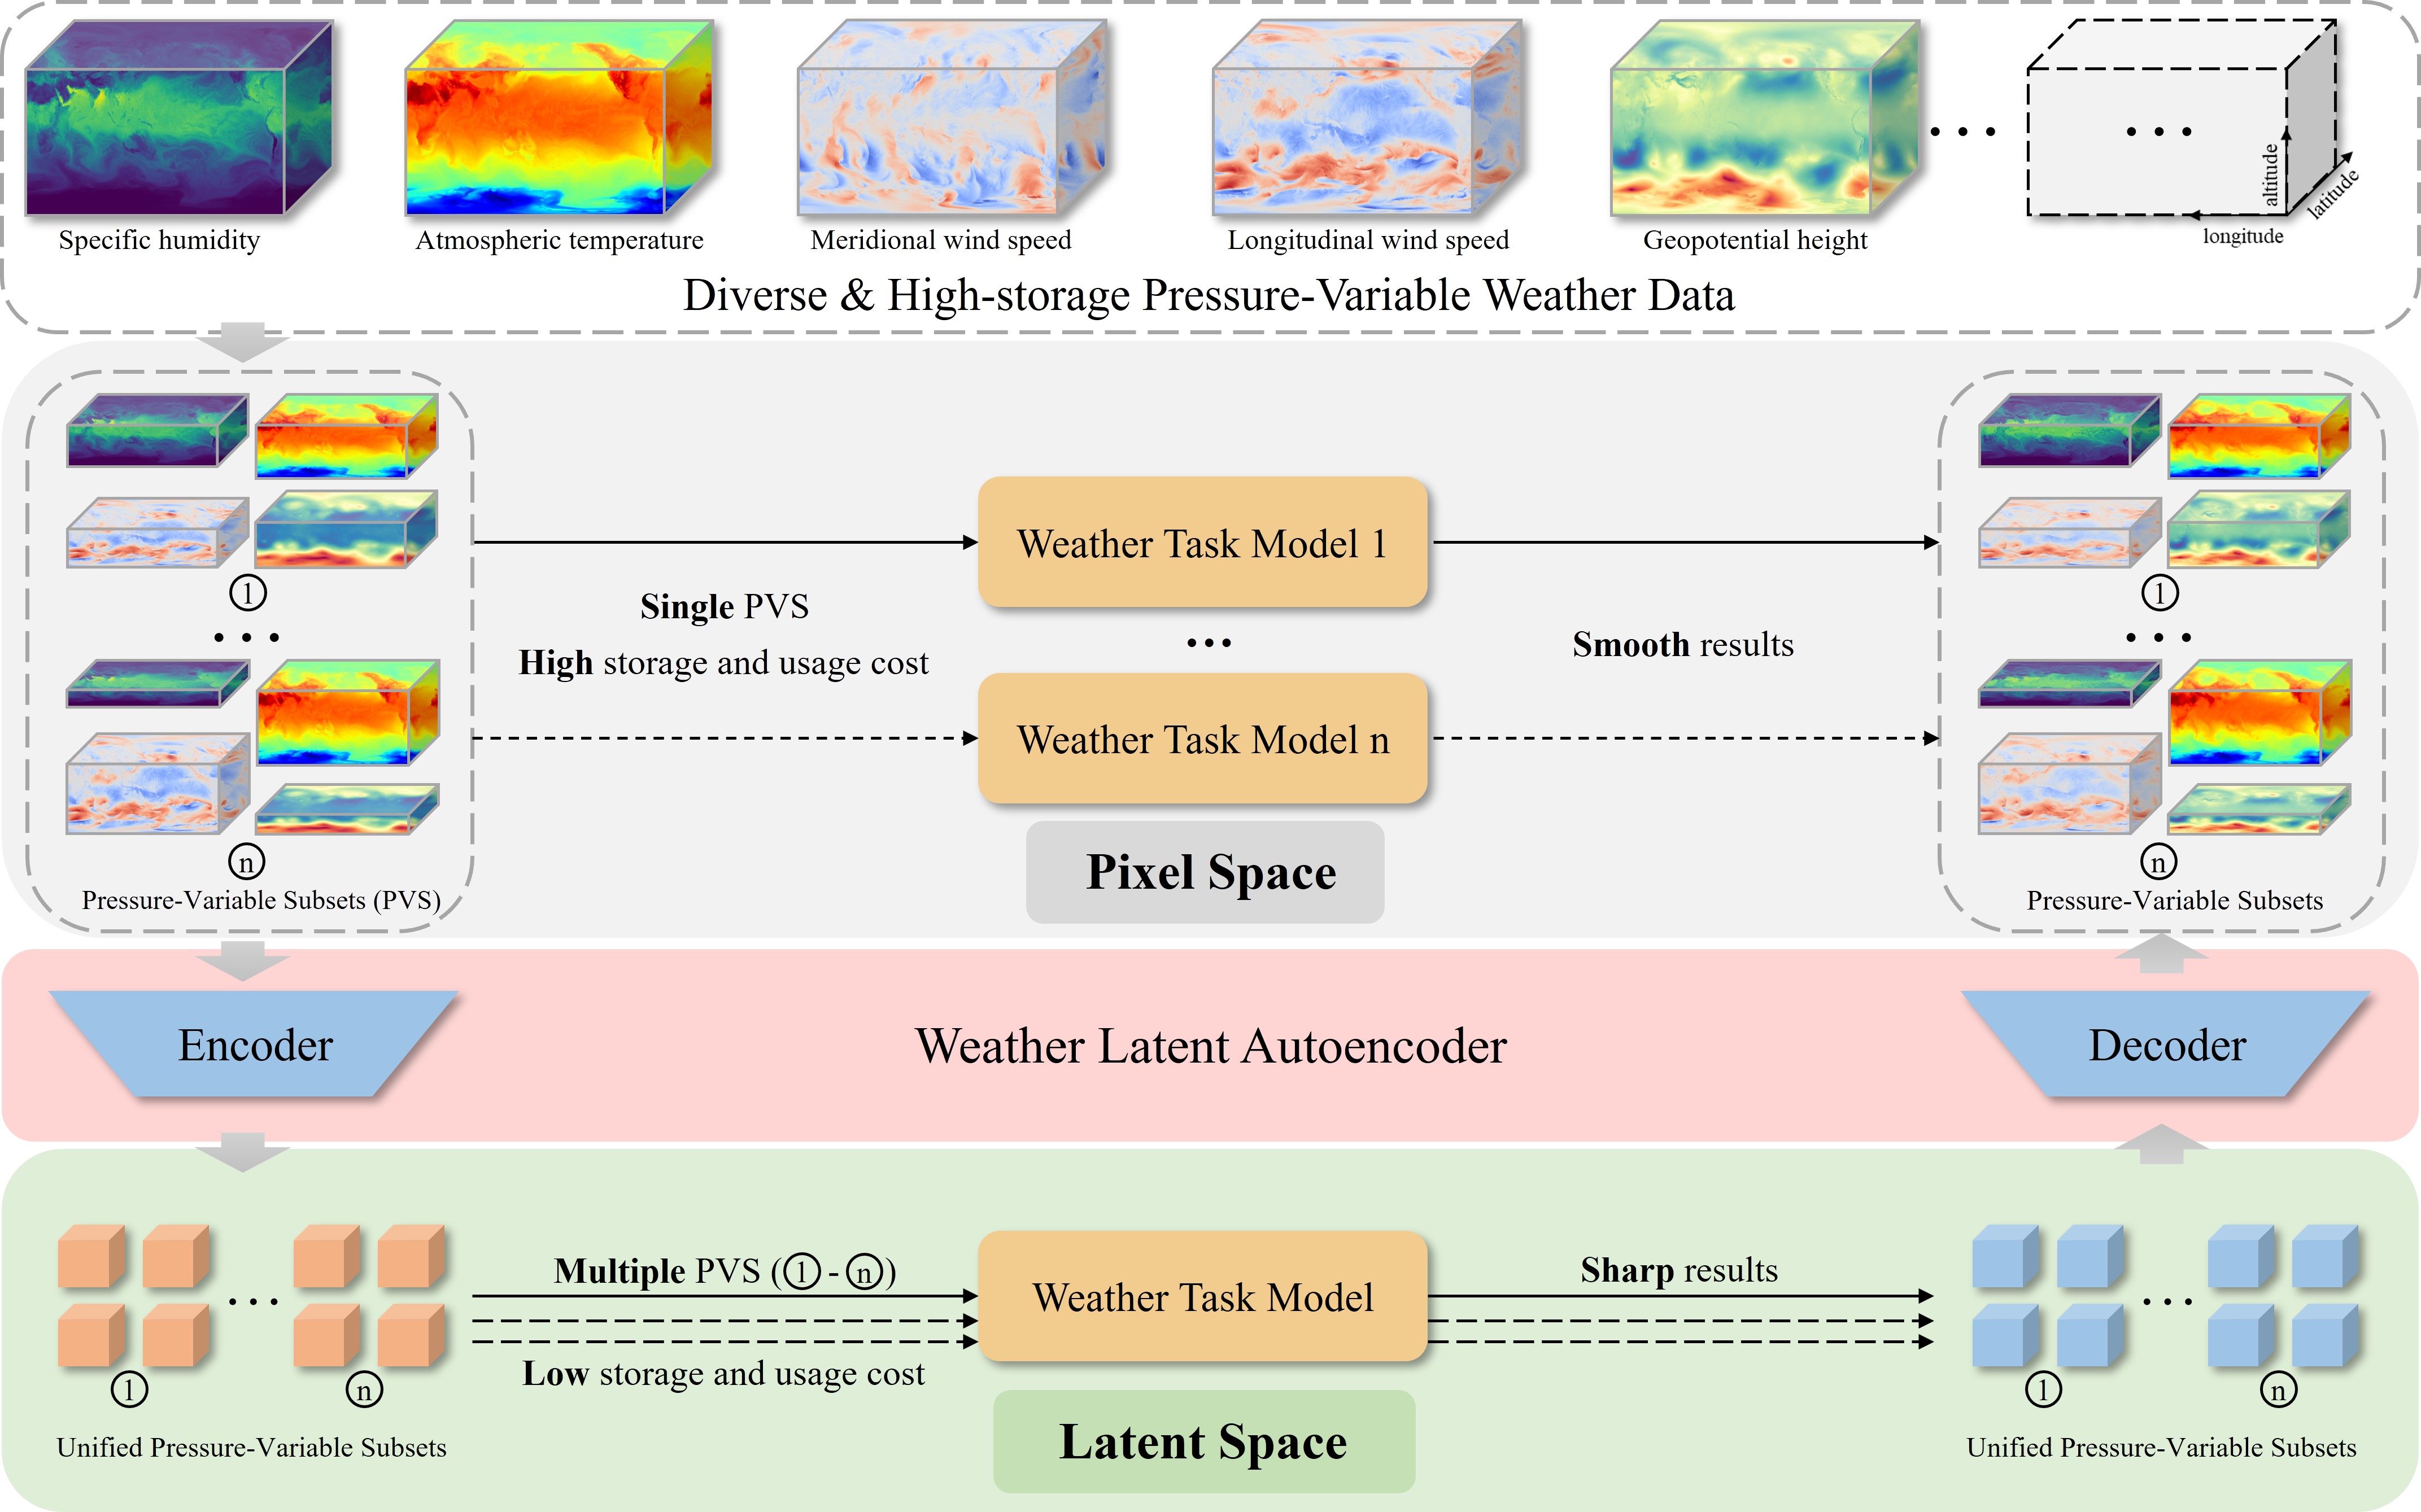 Specific humidity
Atmospheric temperature
Meridional wind speed
Longitudinal wind speed
Geopotential height
altitude
latitude
longitude
Diverse & High-storage Pressure-Variable Weather Data
1
n
Pressure-Variable Subsets (PVS)
Single PVS
High storage and usage cost
Weather Task Model 1
Weather Task Model n
Smooth results
Pixel Space
1
n
Pressure-Variable Subsets
Encoder
Weather Latent Autoencoder
Decoder
1
n
Unified Pressure-Variable Subsets
Multiple PVS (1 - n)
Low storage and usage cost
Weather Task Model
Sharp results
Latent Space
1
n
Unified Pressure-Variable Subsets